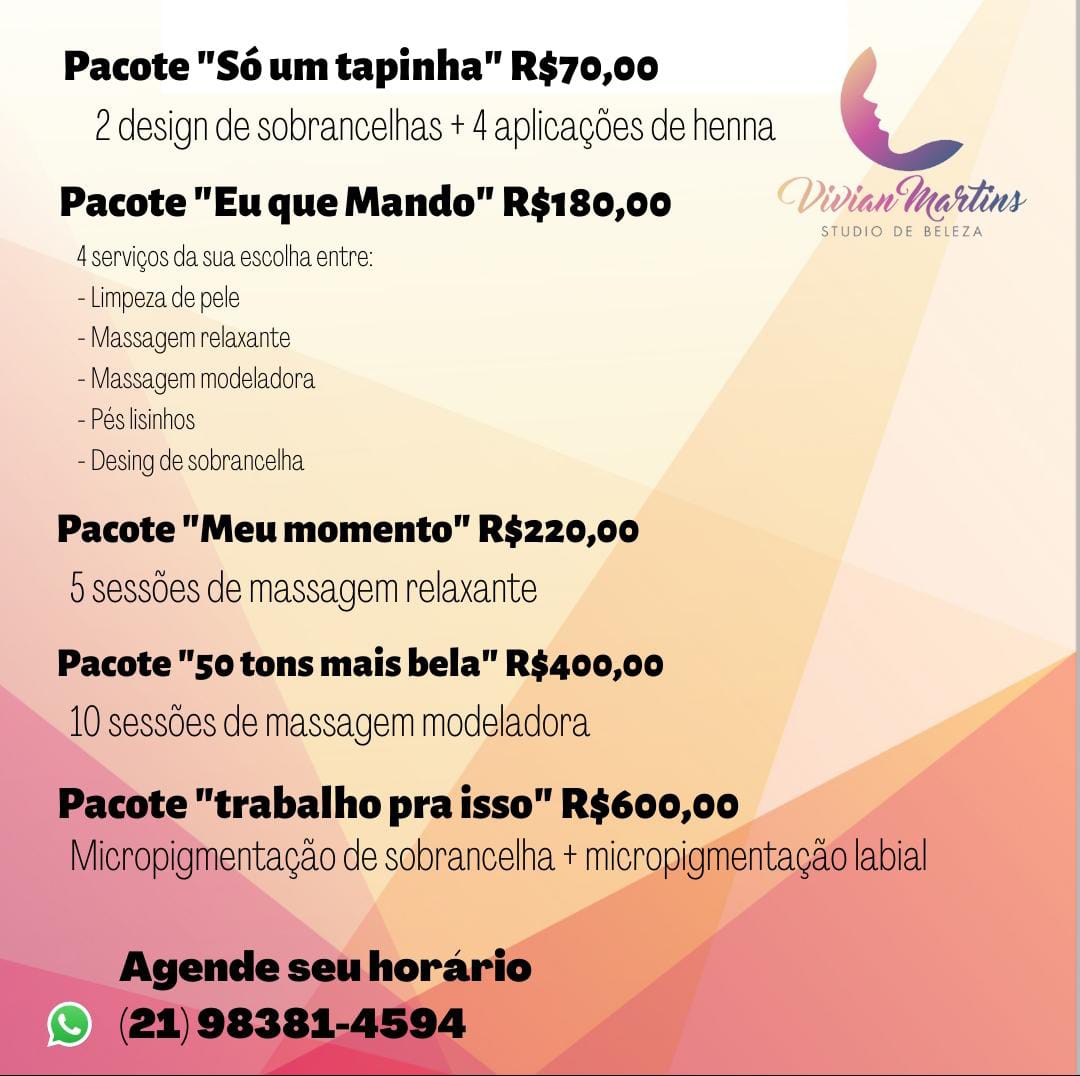 Pacote "Só um tapinha" R$70,00
2 design de sobrancelhas + 4 aplicações de henna
Vivian Martins
STUDIO DE BELEZA
Pacote "Eu que Mando" R$180,00
4 serviços da sua escolha entre:
- Limpeza de pele
- Massagem relaxante
- Massagem modeladora
- Pés lisinhos
- Desing de sobrancelha
Pacote "Meu momento" R$220,00
5 sessões de massagem relaxante
Pacote "50 tons mais bela" R$400,00
10 sessões de massagem modeladora
Pacote "trabalho pra isso" R$600,00
Micropigmentação de sobrancelha + micropigmentação labial
Agende seu horário
(21) 98381-4594